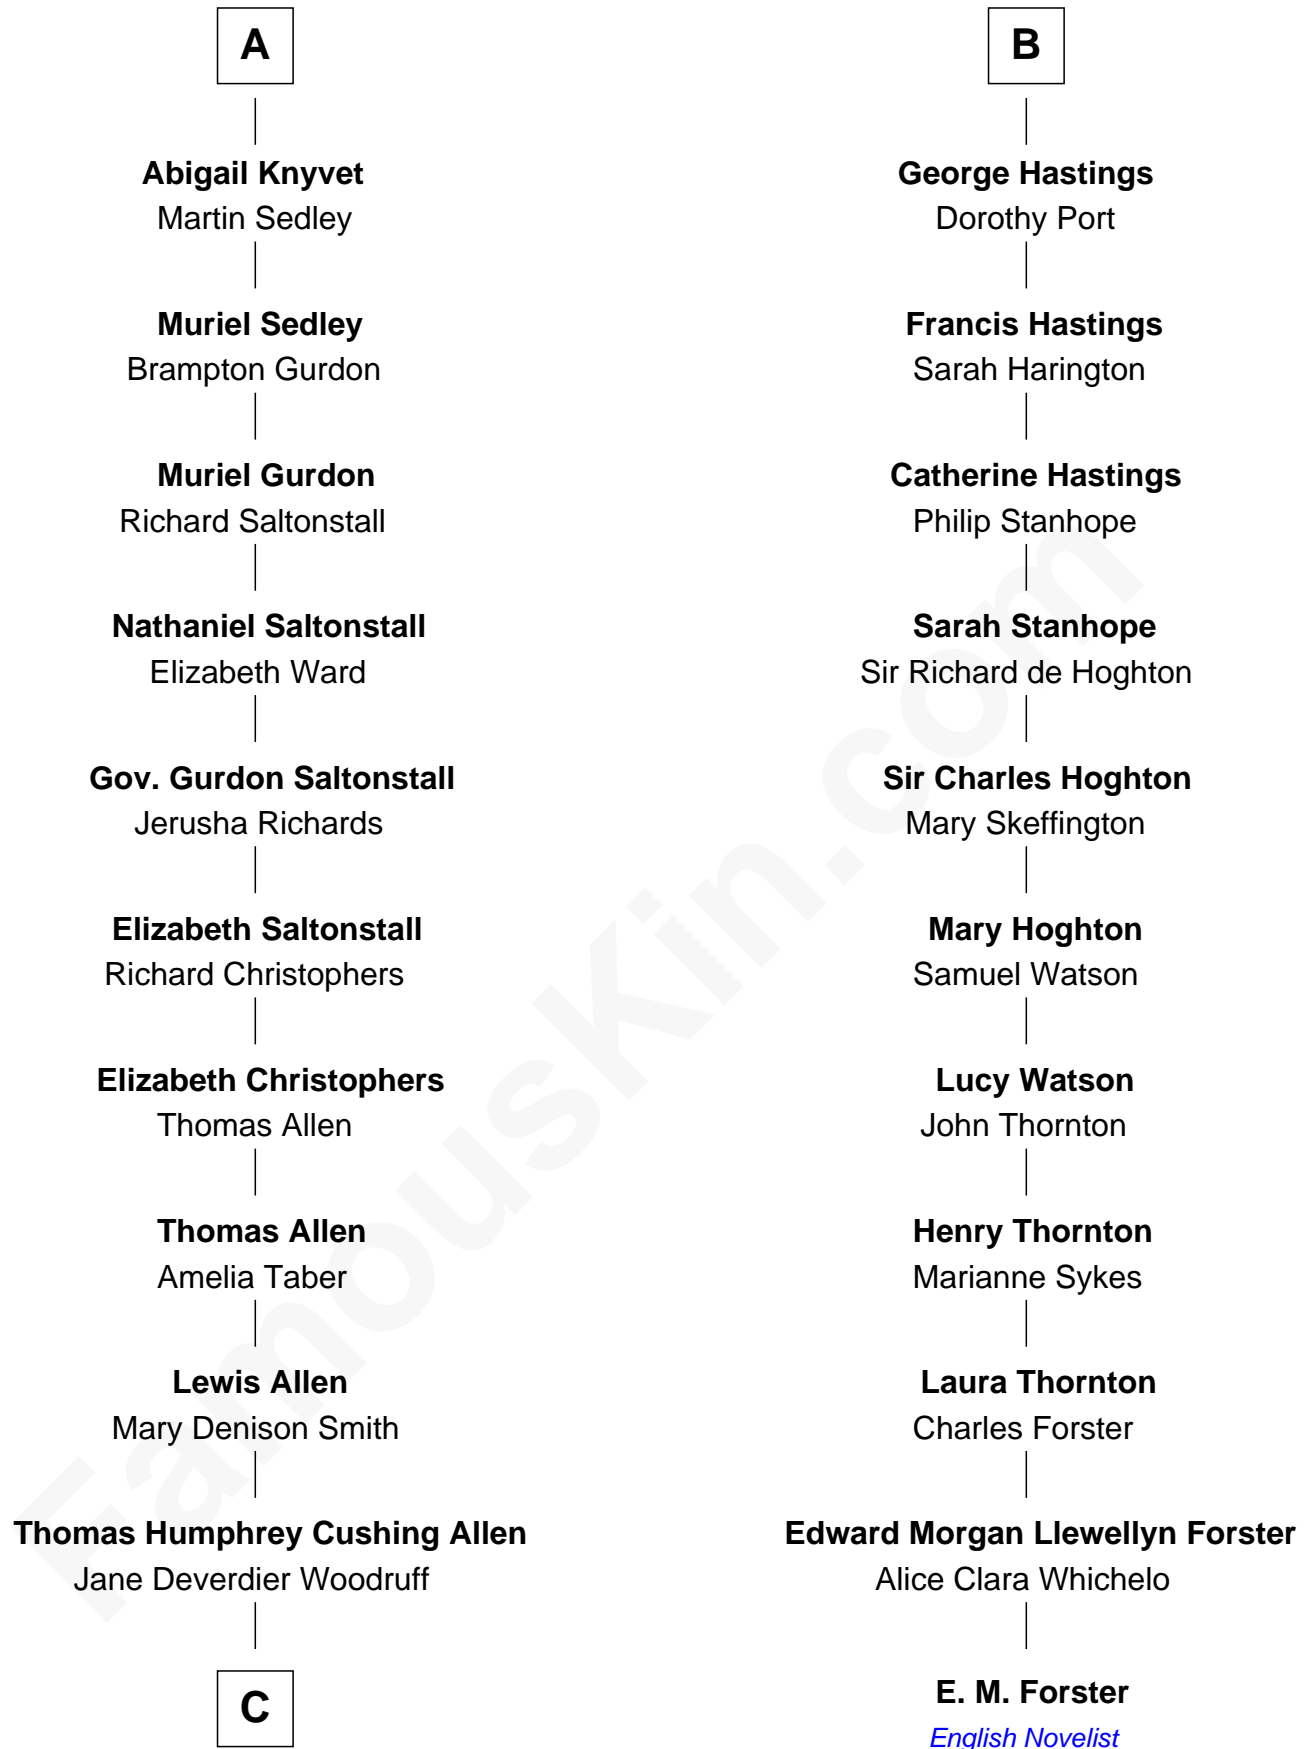 A
Abigail Knyvet
Martin Sedley
Muriel Sedley
Brampton Gurdon
Muriel Gurdon
Richard Saltonstall
Nathaniel Saltonstall
Elizabeth Ward
Gov. Gurdon Saltonstall
Jerusha Richards
Elizabeth Saltonstall
Richard Christophers
Elizabeth Christophers
Thomas Allen
Thomas Allen
Amelia Taber
Lewis Allen
Mary Denison Smith
Thomas Humphrey Cushing Allen
Jane Deverdier Woodruff
C
B
George Hastings
Dorothy Port
Francis Hastings
Sarah Harington
Catherine Hastings
Philip Stanhope
Sarah Stanhope
Sir Richard de Hoghton
Sir Charles Hoghton
Mary Skeffington
Mary Hoghton
Samuel Watson
Lucy Watson
John Thornton
Henry Thornton
Marianne Sykes
Laura Thornton
Charles Forster
Edward Morgan Llewellyn Forster
Alice Clara Whichelo
E. M. Forster
English Novelist
FamousKin.com